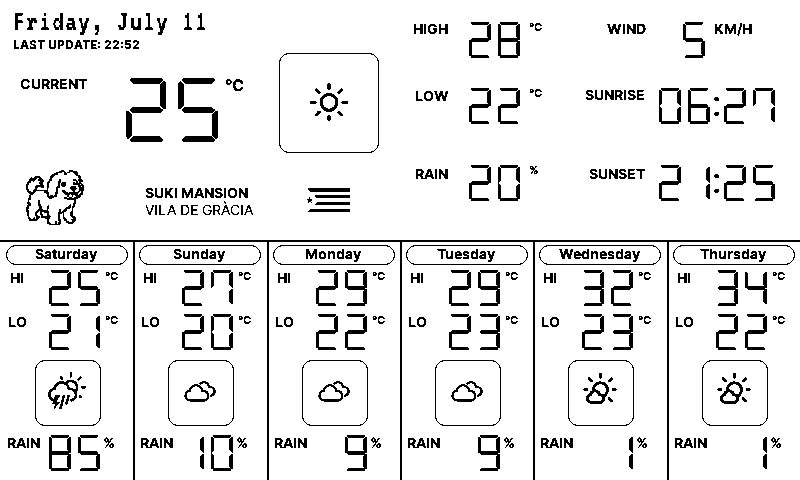 Friday, July 11
LAST UPDATE: 22:52
CURRENT 25 °C
HIGH 28 °C
WIND 5 KM/H
LOW 22 °C
SUNRISE 06:27
RAIN 20 %
SUNSET 21:25
SUKI MANSION
VILA DE GRÀCIA
Saturday
HI 25 °C
LO 21 °C
RAIN 85 %
Sunday
HI 27 °C
LO 20 °C
RAIN 10 %
Monday
HI 29 °C
LO 22 °C
RAIN 9 %
Tuesday
HI 29 °C
LO 23 °C
RAIN 9 %
Wednesday
HI 32 °C
LO 23 °C
RAIN 1 %
Thursday
HI 34 °C
LO 22 °C
RAIN 1 %